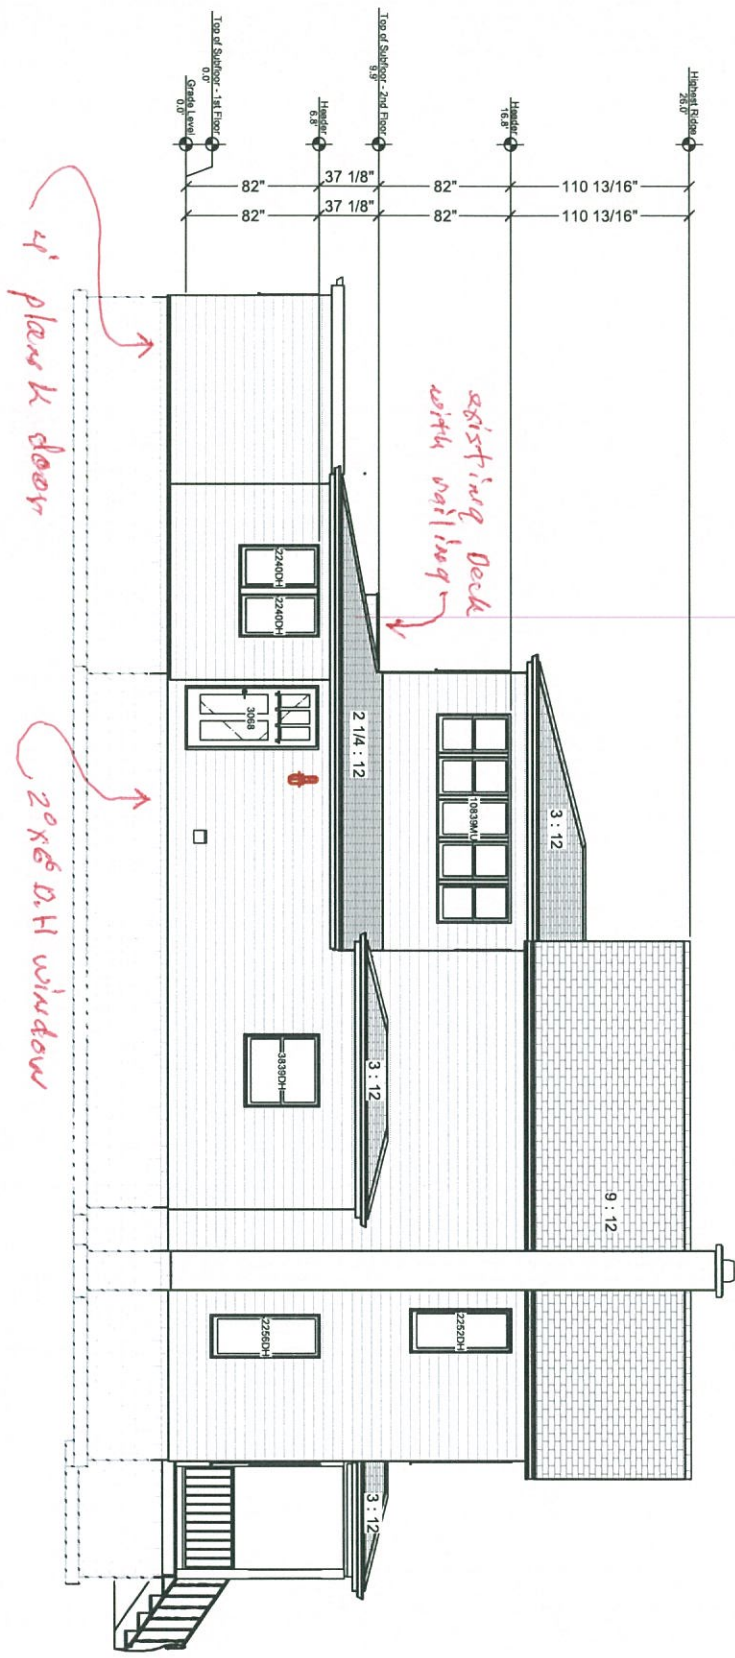 Highest Ridge
26.0'
Header
16.8'
Top of Subfloor - 2nd Floor
9.9'
Header
6.8'
Top of Subfloor - 1st Floor
0.0'
Grade Level
0.0'
110 13/16"
110 13/16"
82"
82"
37 1/8"
37 1/8"
82"
82"
existing Deck
with railing
4' plank door
2⁰x6⁶ D.H window
3 : 12
9 : 12
2 1/4 : 12
3 : 12
3 : 12
10839MU
2252DH
2240DH
2240DH
3068
3839DH
2256DH